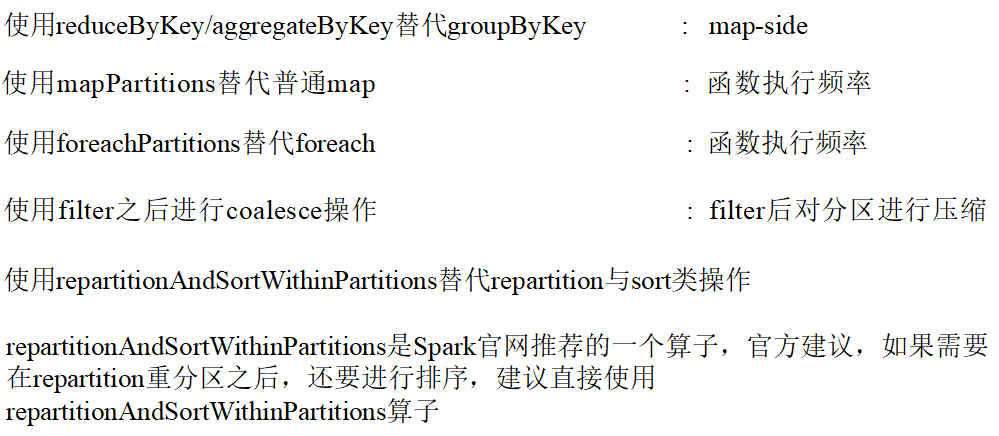 使用reduceByKey/aggregateByKey替代groupByKey : map-side
使用mapPartitions替代普通map : 函数执行频率
使用foreachPartitions替代foreach : 函数执行频率
使用filter之后进行coalesce操作 : filter后对分区进行压缩
使用repartitionAndSortWithinPartitions替代repartition与sort类操作
repartitionAndSortWithinPartitions是Spark官网推荐的一个算子，官方建议，如果需要
在repartition重分区之后，还要进行排序，建议直接使用
repartitionAndSortWithinPartitions算子